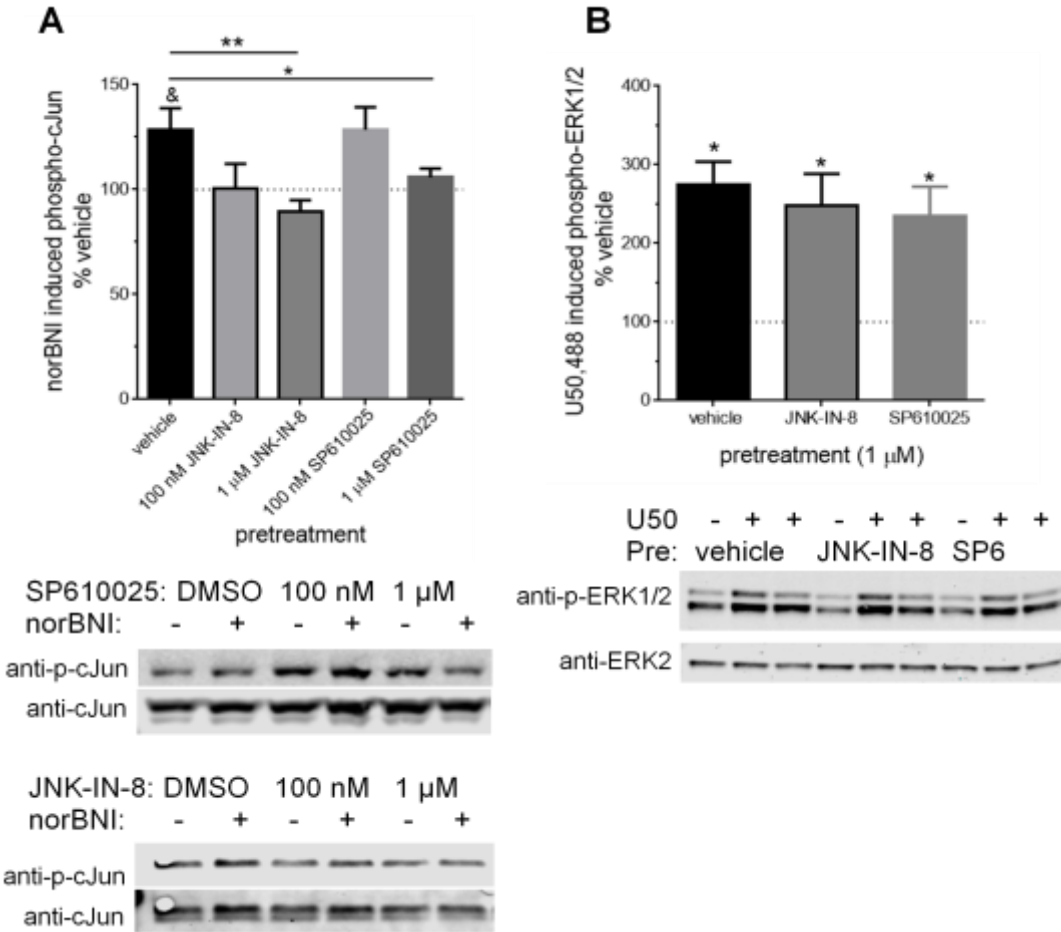 A
norBNI induced phospho-cJun
% vehicle
**
*
&
150
100
50
0
vehicle
100 nM JNK-IN-8
1 µM JNK-IN-8
100 nM SP610025
1 µM SP610025
pretreatment
SP610025: DMSO 100 nM 1 µM
norBNI: - + - + - +
anti-p-cJun
anti-cJun
JNK-IN-8: DMSO 100 nM 1 µM
norBNI: - + - + - +
anti-p-cJun
anti-cJun
B
U50,488 induced phospho-ERK1/2
% vehicle
400
300
200
100
0
* * *
vehicle JNK-IN-8 SP610025
pretreatment (1 µM)
U50 - + + - + + - + +
Pre: vehicle JNK-IN-8 SP6
anti-p-ERK1/2
anti-ERK2